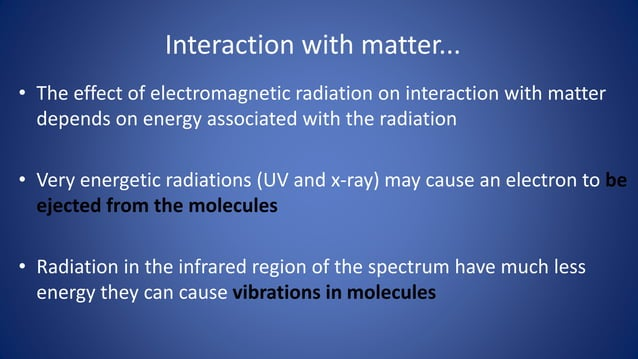 Interaction with matter...
• The effect of electromagnetic radiation on interaction with matter
depends on energy associated with the radiation
• Very energetic radiations (UV and x-ray) may cause an electron to be
ejected from the molecules
• Radiation in the infrared region of the spectrum have much less
energy they can cause vibrations in molecules